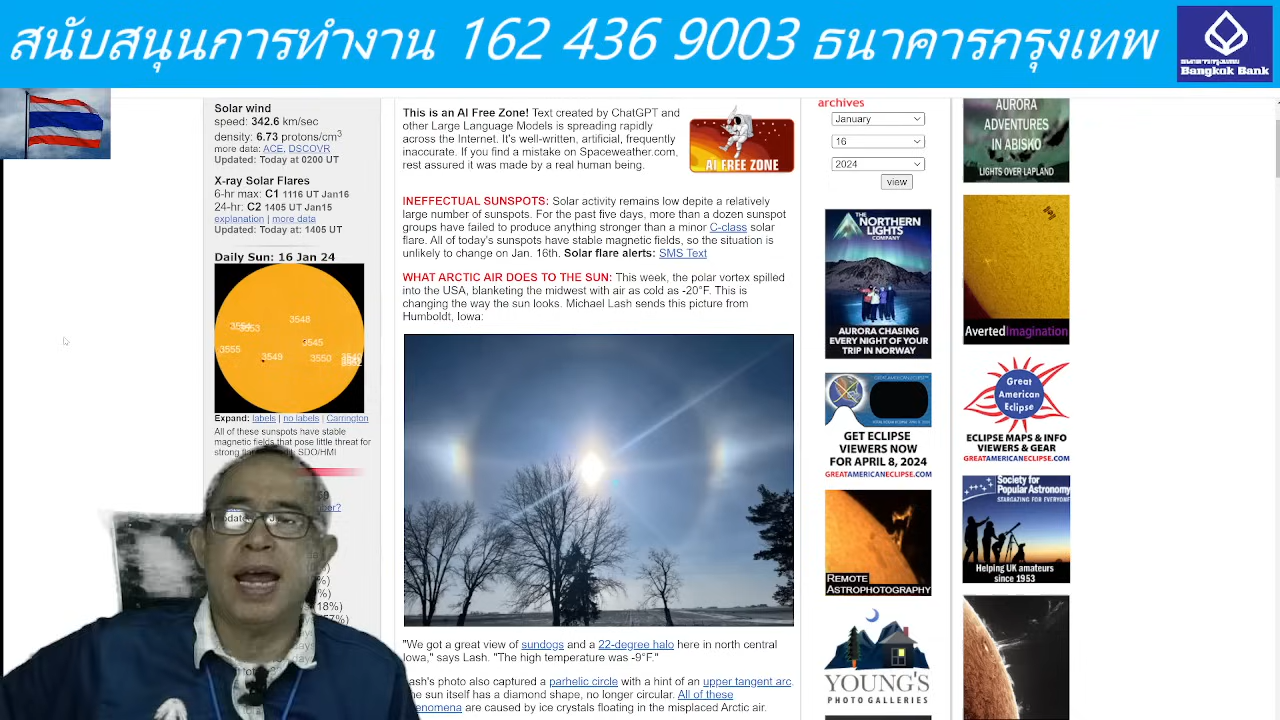 สนับสนุนการทำงาน 162 436 9003 ธนาคารกรุงเทพ
Bangkok Bank
Solar wind
speed: 342.6 km/sec
density: 6.73 protons/cm3
more data: ACE, DSCOVR
Updated: Today at 0200 UT
X-ray Solar Flares
6-hr max: C1 1116 UT Jan16
24-hr: C2 1405 UT Jan15
explanation | more data
Updated: Today at: 1405 UT
Daily Sun: 16 Jan 24
3553
3548
3545
3555
3549
3550
Expand: labels | no labels | Carrington
All of these sunspots have stable
magnetic fields that pose little threat for
strong
SDO/HMI
18%)
This is an AI Free Zone! Text created by ChatGPT and
other Large Language Models is spreading rapidly
across the Internet. It's well-written, artificial, frequently
inaccurate. If you find a mistake on Spaceweather.com,
rest assured it was made by a real human being.
AI FREE ZONE
INEFFECTUAL SUNSPOTS: Solar activity remains low depite a relatively
large number of sunspots. For the past five days, more than a dozen sunspot
groups have failed to produce anything stronger than a minor C-class solar
flare. All of today's sunspots have stable magnetic fields, so the situation is
unlikely to change on Jan. 16th. Solar flare alerts: SMS Text
WHAT ARCTIC AIR DOES TO THE SUN: This week, the polar vortex spilled
into the USA, blanketing the midwest with air as cold as -20°F. This is
changing the way the sun looks. Michael Lash sends this picture from
Humboldt, Iowa:
"We got a great view of sundogs and a 22-degree halo here in north central
Iowa," says Lash. "The high temperature was -9°F."
ash's photo also captured a parhelic circle with a hint of an upper tangent arc.
he sun itself has a diamond shape, no longer circular. All of these
enomena are caused by ice crystals floating in the misplaced Arctic air.
archives
January
16
2024
view
THE
NORTHERN
LIGHTS
COMPANY
AURORA CHASING
EVERY NIGHT OF YOUR
TRIP IN NORWAY
GET ECLIPSE
VIEWERS NOW
FOR APRIL 8, 2024
GREATAMERICANECLIPSE.COM
REMOTE
ASTROPHOTOGRAPHY
YOUNG'S
PHOTO GALLERIES
AURORA
ADVENTURES
IN ABISKO
LIGHTS OVER LAPLAND
AvertedImagination
Great
American
Eclipse
ECLIPSE MAPS & INFO
VIEWERS & GEAR
GREATAMERICANECLIPSE.COM
Society for
Popular Astronomy
STARGAZING FOR EVERYONE
Helping UK amateurs
since 1953